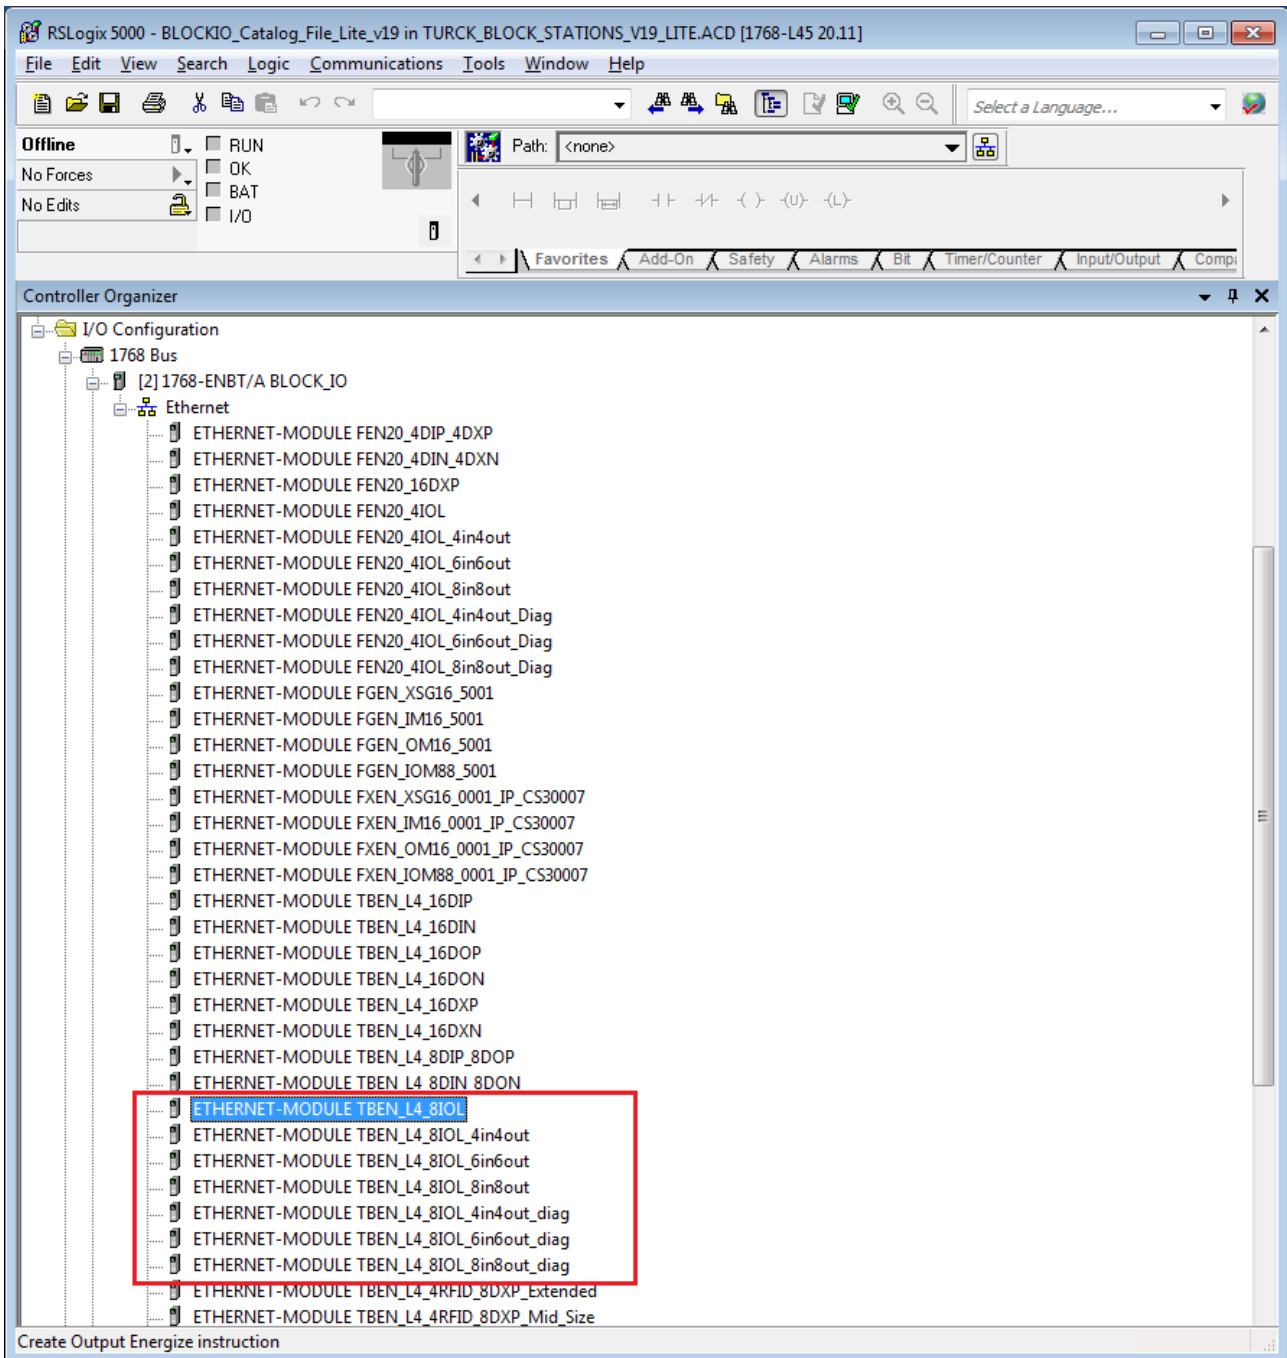 RSLogix 5000 - BLOCKIO_Catalog_File_Lite_v19 in TURCK_BLOCK_STATIONS_V19_LITE.ACD [1768-L45 20.11]
File Edit View Search Logic Communications Tools Window Help
Select a Language...
Offline
RUN
Path: <none>
No Forces
OK
BAT
No Edits
I/O
Favorites Add-On Safety Alarms Bit Timer/Counter Input/Output Compa
Controller Organizer
I/O Configuration
1768 Bus
[2] 1768-ENBT/A BLOCK_IO
Ethernet
ETHERNET-MODULE FEN20_4DIP_4DXP
ETHERNET-MODULE FEN20_4DIN_4DXN
ETHERNET-MODULE FEN20_16DXP
ETHERNET-MODULE FEN20_4IOL
ETHERNET-MODULE FEN20_4IOL_4in4out
ETHERNET-MODULE FEN20_4IOL_6in6out
ETHERNET-MODULE FEN20_4IOL_8in8out
ETHERNET-MODULE FEN20_4IOL_4in4out_Diag
ETHERNET-MODULE FEN20_4IOL_6in6out_Diag
ETHERNET-MODULE FEN20_4IOL_8in8out_Diag
ETHERNET-MODULE FGEN_XSG16_5001
ETHERNET-MODULE FGEN_IM16_5001
ETHERNET-MODULE FGEN_OM16_5001
ETHERNET-MODULE FGEN_IOM88_5001
ETHERNET-MODULE FXEN_XSG16_0001_IP_CS30007
ETHERNET-MODULE FXEN_IM16_0001_IP_CS30007
ETHERNET-MODULE FXEN_OM16_0001_IP_CS30007
ETHERNET-MODULE FXEN_IOM88_0001_IP_CS30007
ETHERNET-MODULE TBEN_L4_16DIP
ETHERNET-MODULE TBEN_L4_16DIN
ETHERNET-MODULE TBEN_L4_16DOP
ETHERNET-MODULE TBEN_L4_16DON
ETHERNET-MODULE TBEN_L4_16DXP
ETHERNET-MODULE TBEN_L4_16DXN
ETHERNET-MODULE TBEN_L4_8DIP_8DOP
ETHERNET-MODULE TBEN_L4_8DIN_8DON
ETHERNET-MODULE TBEN_L4_8IOL
ETHERNET-MODULE TBEN_L4_8IOL_4in4out
ETHERNET-MODULE TBEN_L4_8IOL_6in6out
ETHERNET-MODULE TBEN_L4_8IOL_8in8out
ETHERNET-MODULE TBEN_L4_8IOL_4in4out_diag
ETHERNET-MODULE TBEN_L4_8IOL_6in6out_diag
ETHERNET-MODULE TBEN_L4_8IOL_8in8out_diag
ETHERNET-MODULE TBEN_L4_4RFID_8DXP_Extended
ETHERNET-MODULE TBEN_L4_4RFID_8DXP_Mid_Size
Create Output Energize instruction